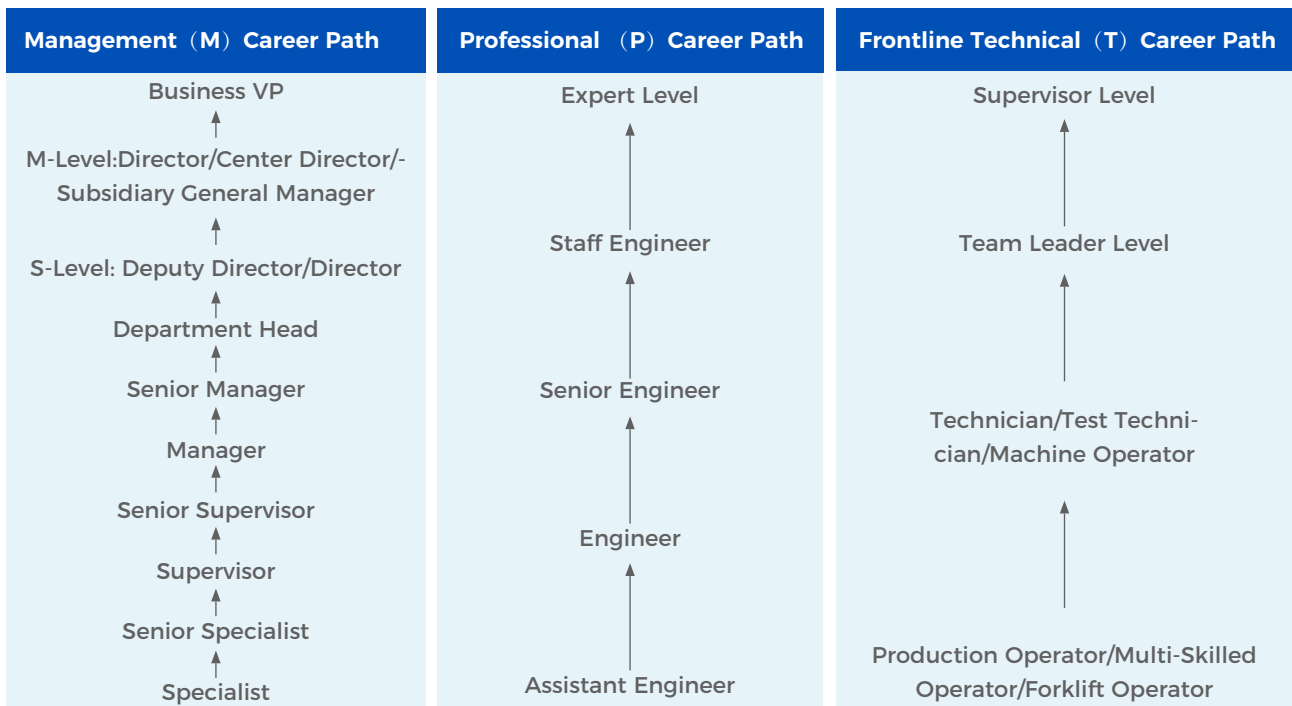 Management（M）Career Path
Business VP
M-Level:Director/Center Director/-
Subsidiary General Manager
S-Level: Deputy Director/Director
Department Head
Senior Manager
Manager
Senior Supervisor
Supervisor
Senior Specialist
Specialist
Professional （P）Career Path
Expert Level
Staff Engineer
Senior Engineer
Engineer
Assistant Engineer
Frontline Technical（T）Career Path
Supervisor Level
Team Leader Level
Technician/Test Techni-
cian/Machine Operator
Production Operator/Multi-Skilled
Operator/Forklift Operator